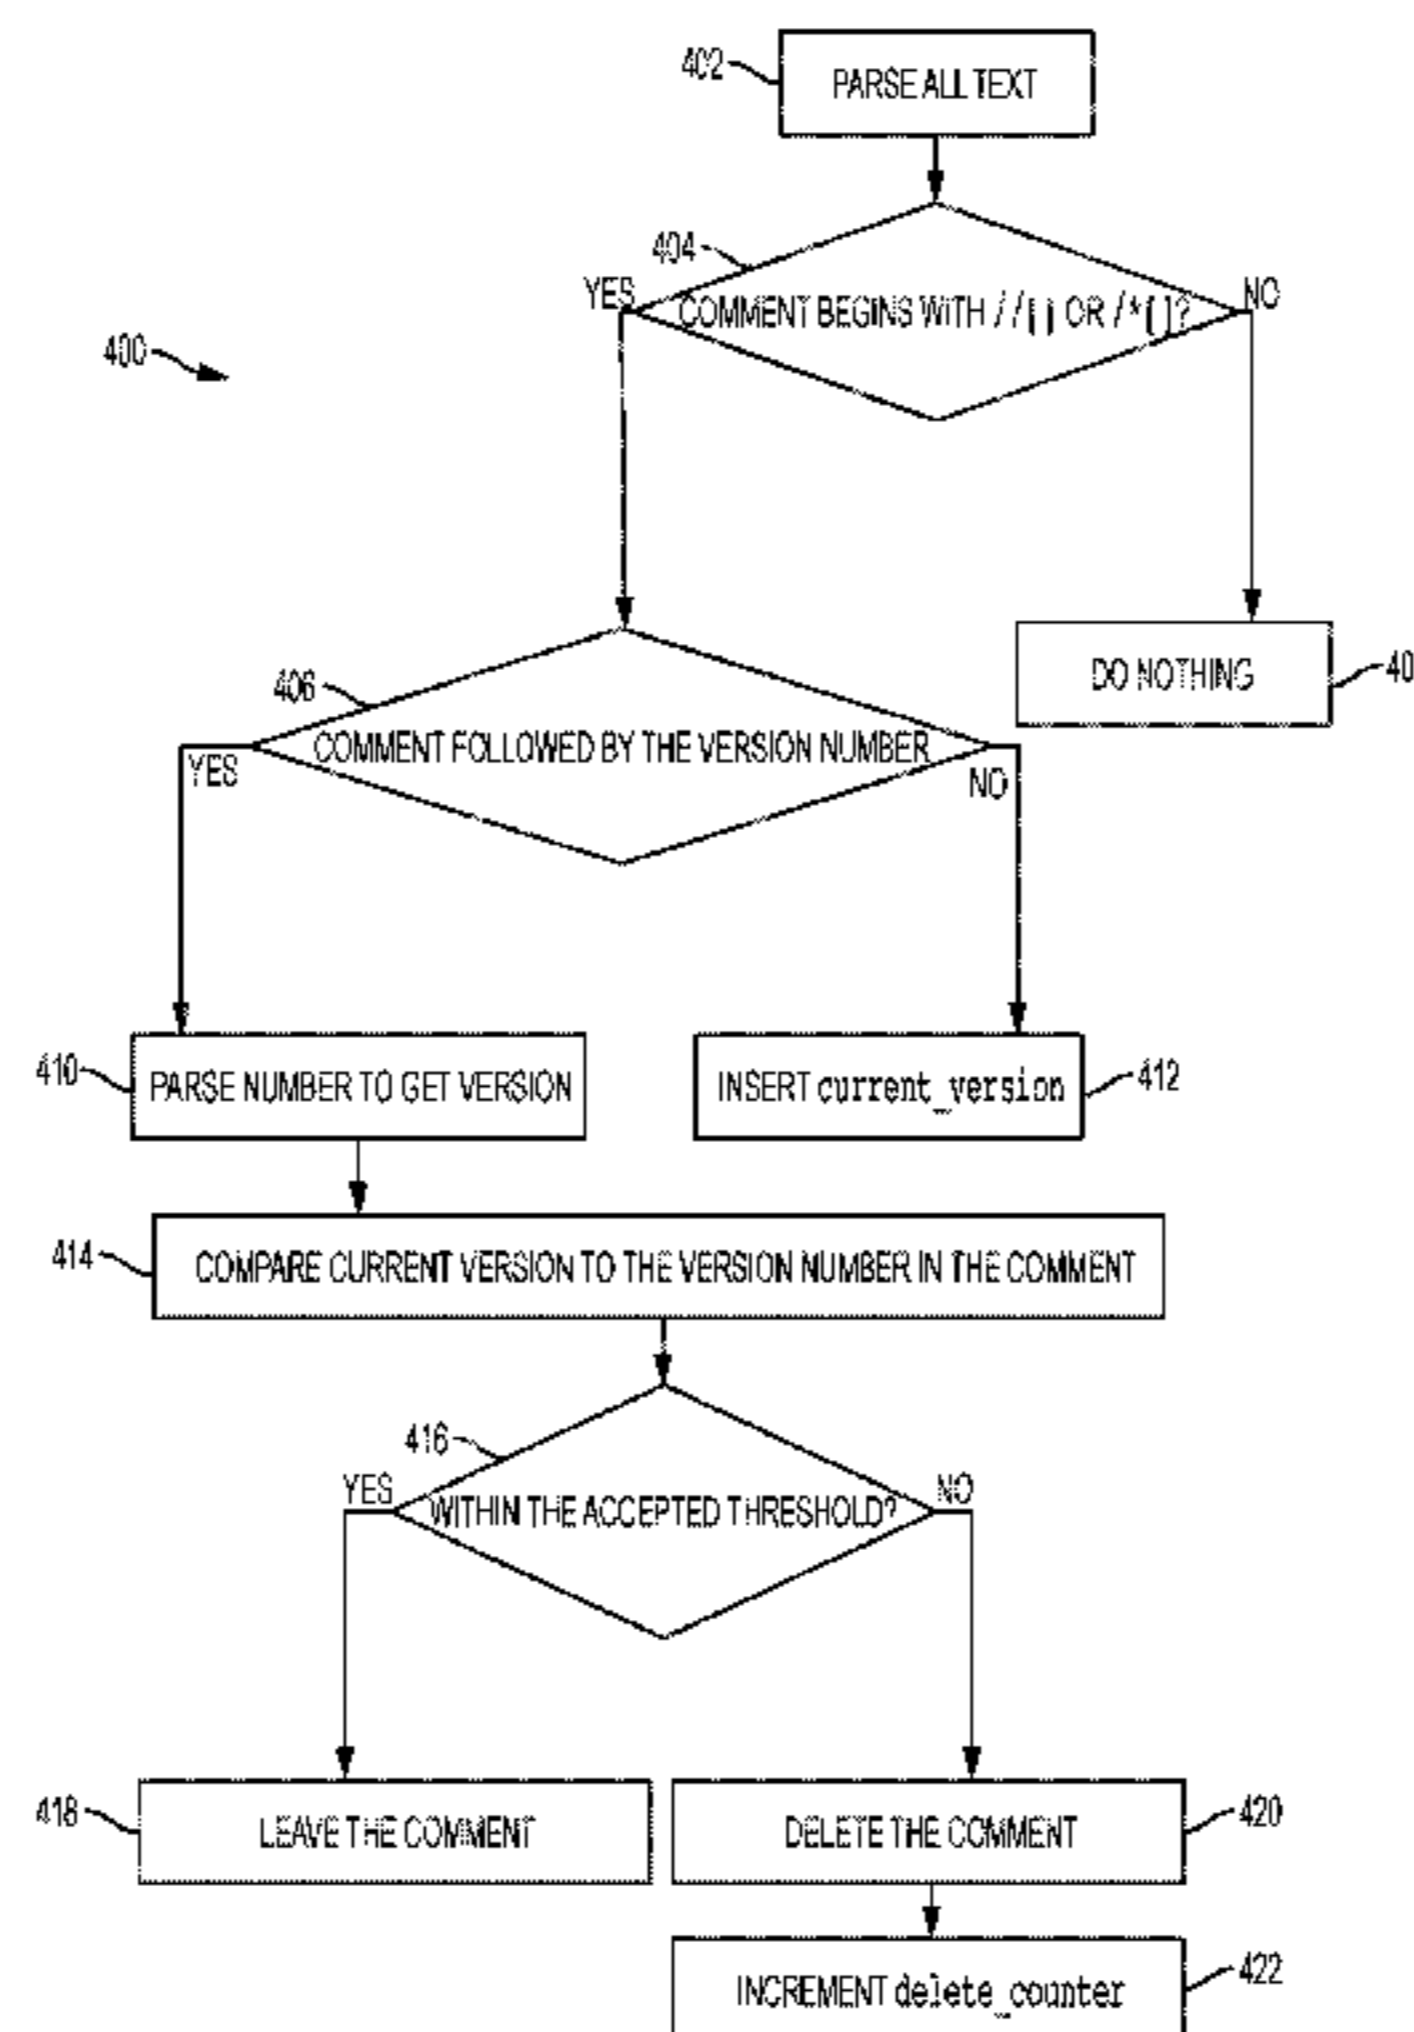 402
PARSE ALL TEXT
404
YES
COMMENT BEGINS WITH //[] OR /*[]?
NO
400
DO NOTHING
40
406
COMMENT FOLLOWED BY THE VERSION NUMBER
YES
NO
410
PARSE NUMBER TO GET VERSION
INSERT current_version
412
414
COMPARE CURRENT VERSION TO THE VERSION NUMBER IN THE COMMENT
416
YES
WITHIN THE ACCEPTED THRESHOLD?
NO
418
LEAVE THE COMMENT
DELETE THE COMMENT
420
INCREMENT delete_counter
422